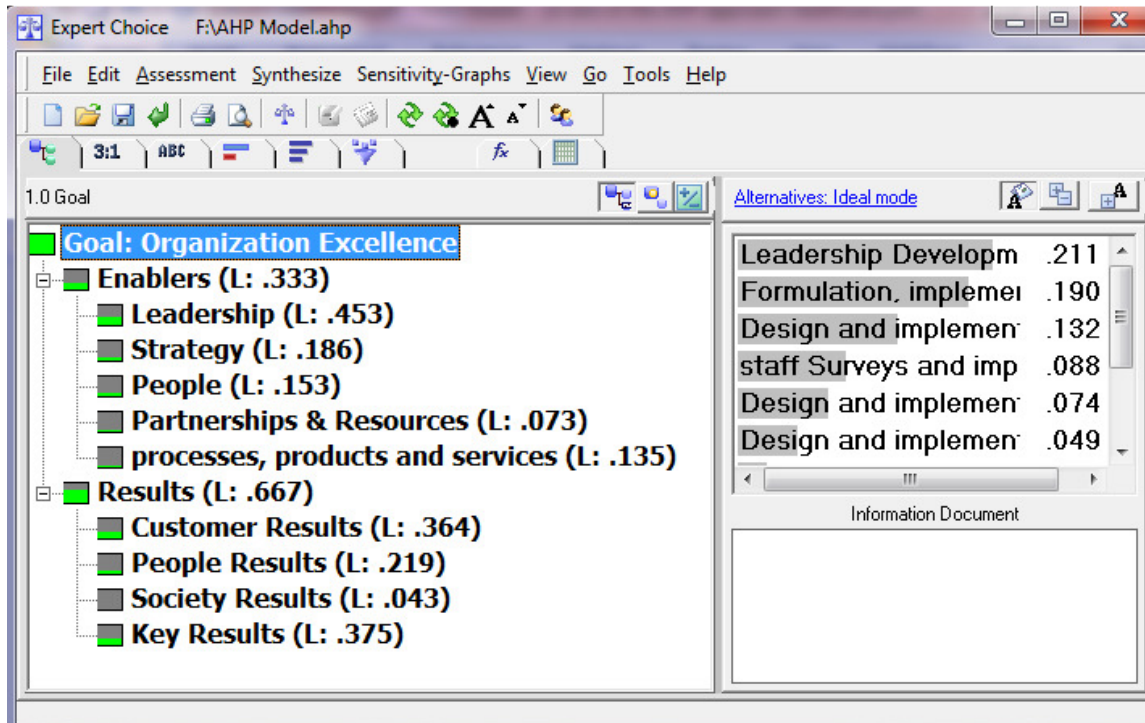 Expert Choice F:\AHP Model.ahp
File Edit Assessment Synthesize Sensitivity-Graphs View Go Tools Help
A A
3:1 ABC fx
1.0 Goal
Alternatives: Ideal mode
A A
Goal: Organization Excellence
Enablers (L: .333)
Leadership (L: .453)
Strategy (L: .186)
People (L: .153)
Partnerships & Resources (L: .073)
processes, products and services (L: .135)
Results (L: .667)
Customer Results (L: .364)
People Results (L: .219)
Society Results (L: .043)
Key Results (L: .375)
Leadership Developm .211
Formulation, implemen .190
Design and implement .132
staff Surveys and imp .088
Design and implement .074
Design and implement .049
Information Document